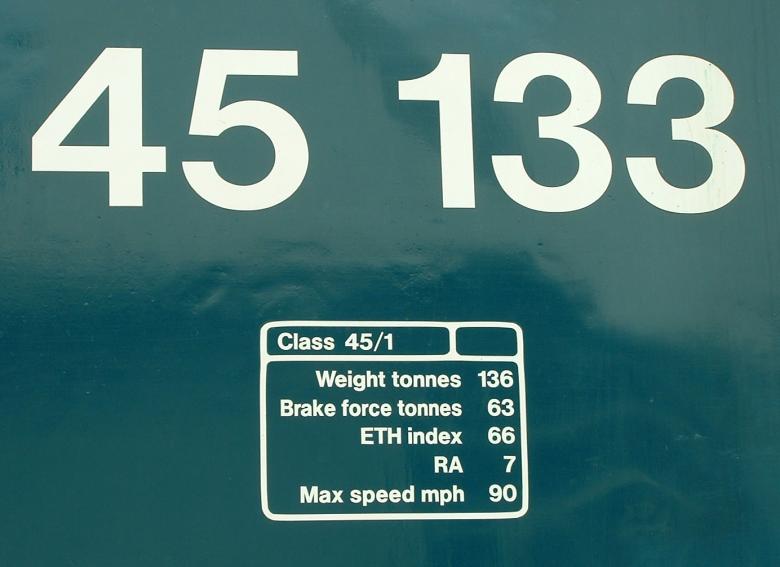 45 133
Class 45/1
Weight tonnes 136
Brake force tonnes 63
ETH index 66
RA 7
Max speed mph 90